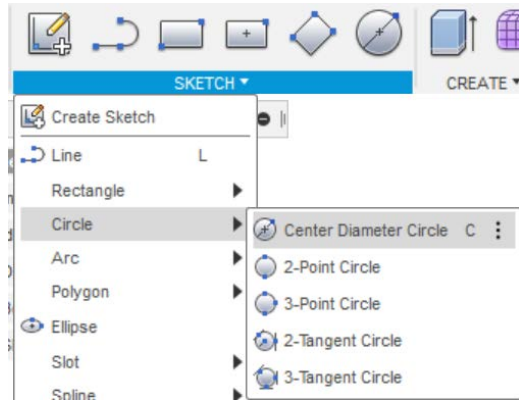 SKETCH CREATE
Create Sketch
Line L
Rectangle
Circle
Center Diameter Circle C
Arc
2-Point Circle
Polygon
3-Point Circle
Ellipse
2-Tangent Circle
Slot
3-Tangent Circle
Spline